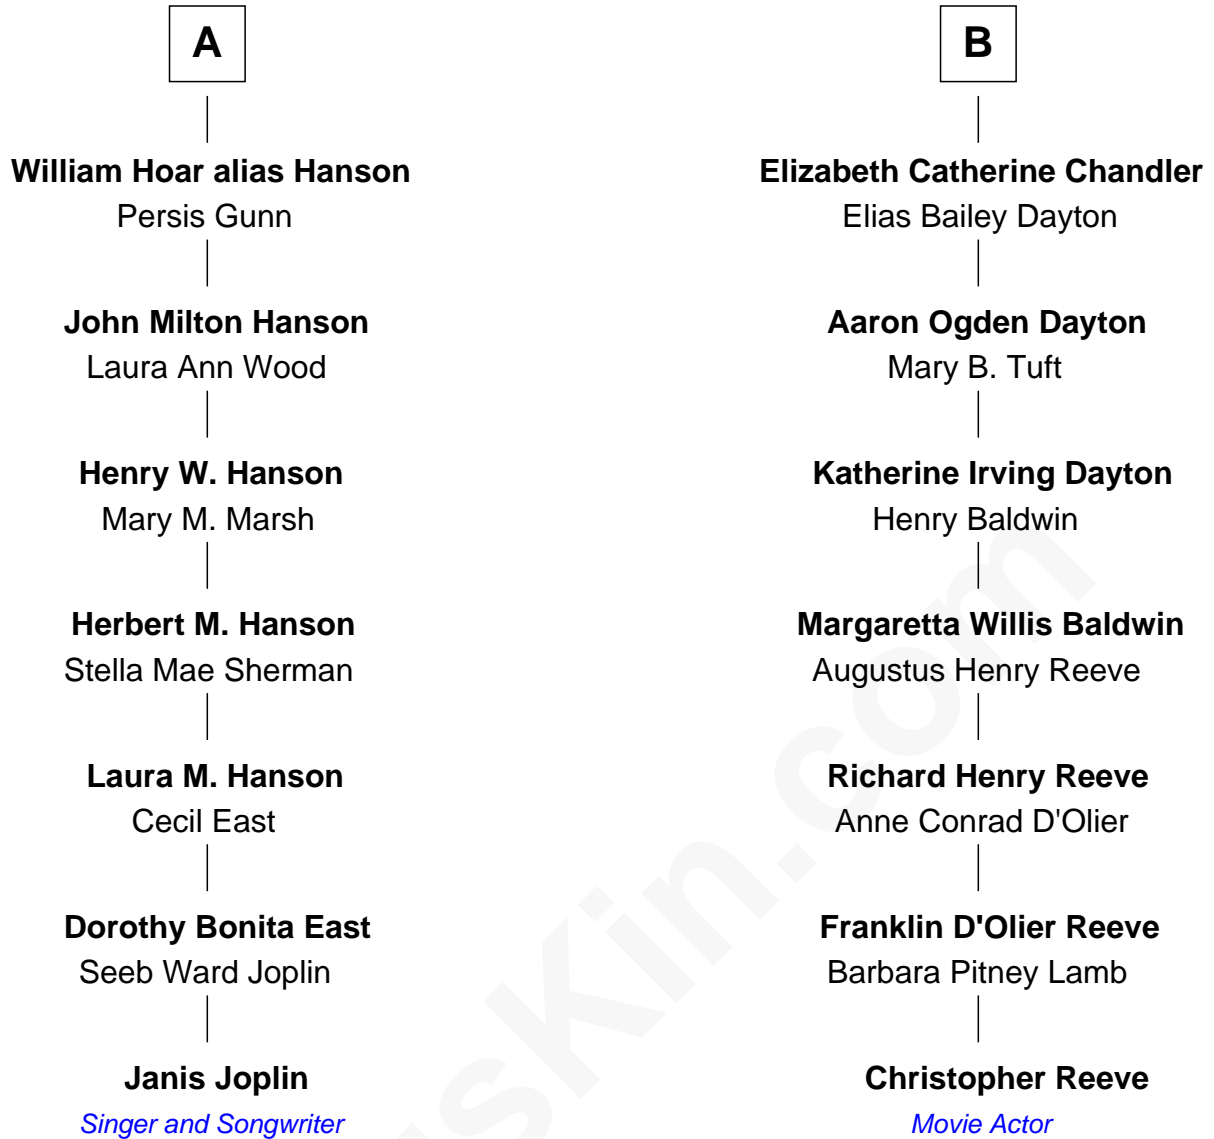 A
William Hoar alias Hanson
Persis Gunn
John Milton Hanson
Laura Ann Wood
Henry W. Hanson
Mary M. Marsh
Herbert M. Hanson
Stella Mae Sherman
Laura M. Hanson
Cecil East
Dorothy Bonita East
Seeb Ward Joplin
Janis Joplin
Singer and Songwriter
B
Elizabeth Catherine Chandler
Elias Bailey Dayton
Aaron Ogden Dayton
Mary B. Tuft
Katherine Irving Dayton
Henry Baldwin
Margaretta Willis Baldwin
Augustus Henry Reeve
Richard Henry Reeve
Anne Conrad D'Olier
Franklin D'Olier Reeve
Barbara Pitney Lamb
Christopher Reeve
Movie Actor
sKin.com